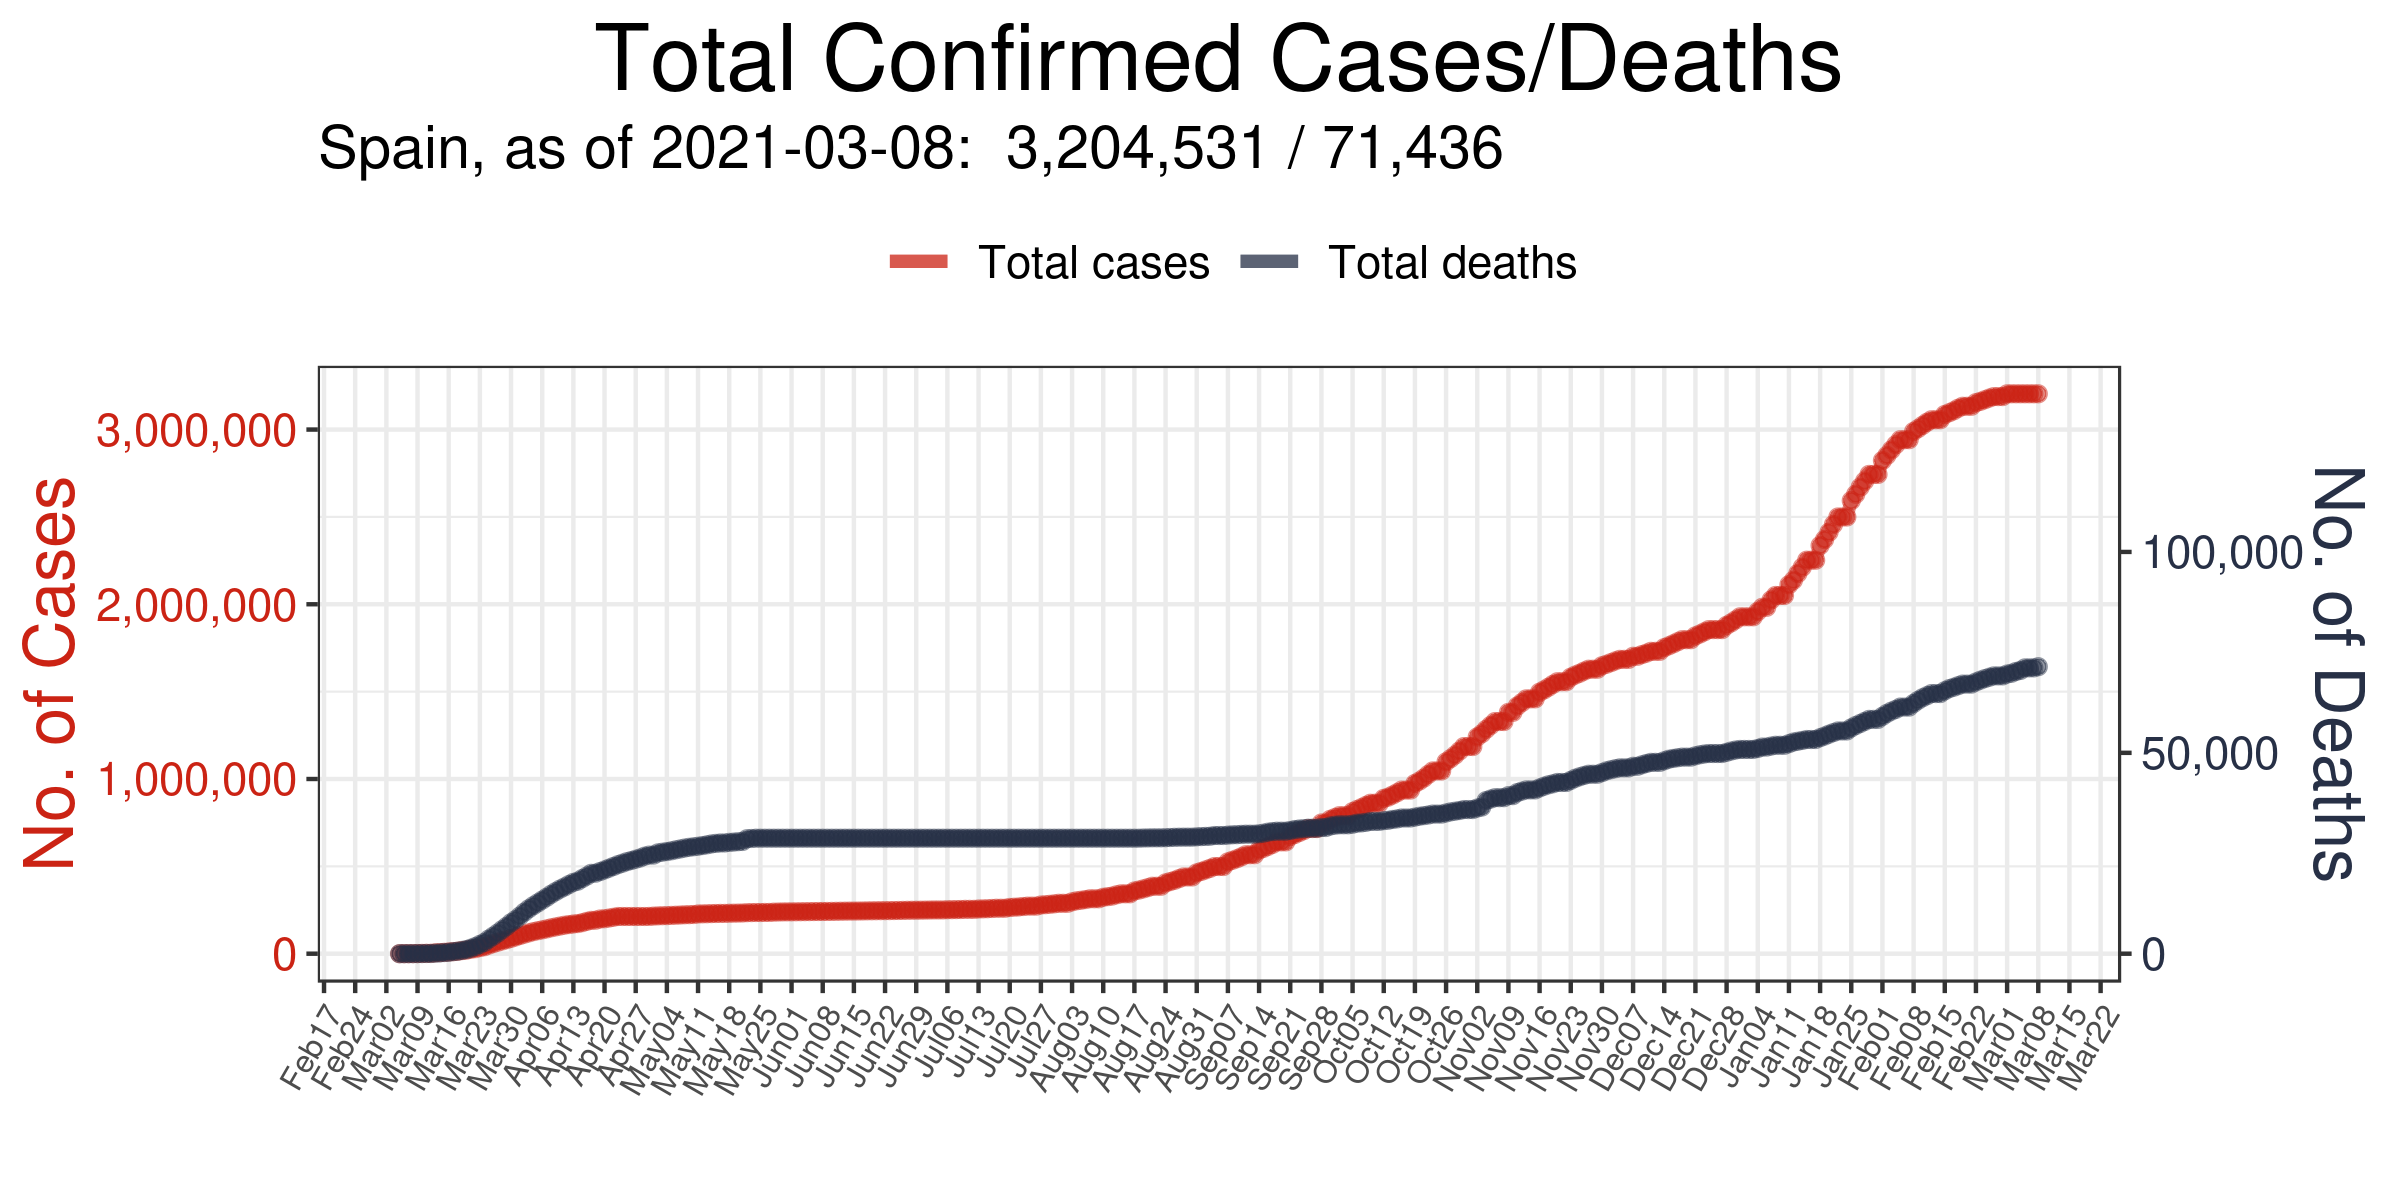 Total Confirmed Cases/Deaths
Spain, as of 2021-03-08:  3,204,531 / 71,436
Total cases
Total deaths
No. of Cases
3,000,000
2,000,000
1,000,000
0
100,000
50,000
0
No. of Deaths
Feb17
Feb24
Mar02
Mar09
Mar16
Mar23
Mar30
Apr06
Apr13
Apr20
Apr27
May04
May11
May18
May25
Jun01
Jun08
Jun15
Jun22
Jun29
Jul06
Jul13
Jul20
Jul27
Aug03
Aug10
Aug17
Aug24
Aug31
Sep07
Sep14
Sep21
Sep28
Oct05
Oct12
Oct19
Oct26
Nov02
Nov09
Nov16
Nov23
Nov30
Dec07
Dec14
Dec21
Dec28
Jan04
Jan11
Jan18
Jan25
Feb01
Feb08
Feb15
Feb22
Mar01
Mar08
Mar15
Mar22